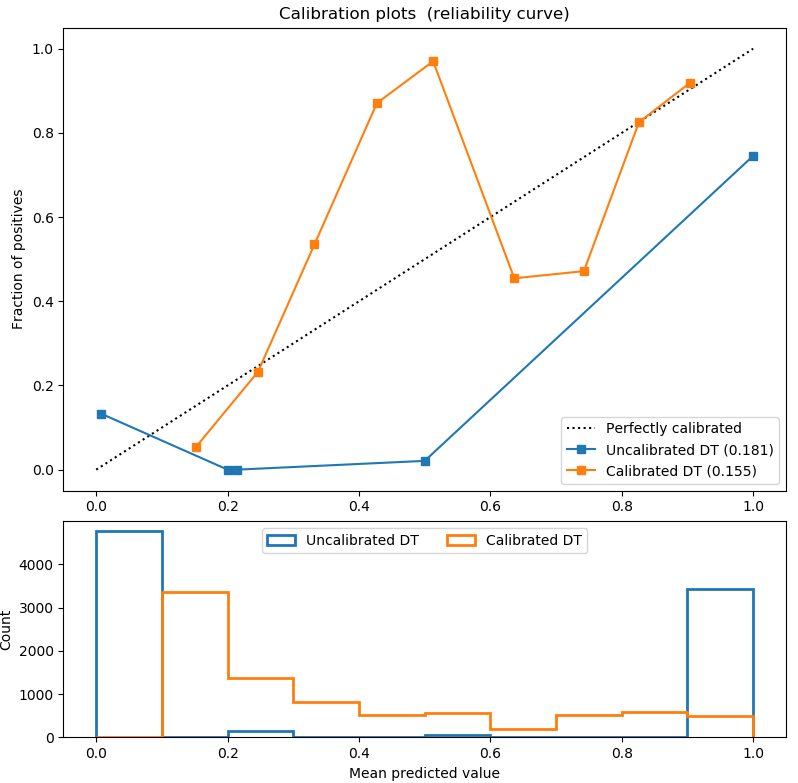 Calibration plots (reliability curve)
1.0
0.8
0.6
0.4
0.2
0.0
Fraction of positives
Perfectly calibrated
Uncalibrated DT (0.181)
Calibrated DT (0.155)
0.0 0.2 0.4 0.6 0.8 1.0
Uncalibrated DT Calibrated DT
4000
3000
2000
1000
0
Count
0.0 0.2 0.4 0.6 0.8 1.0
Mean predicted value